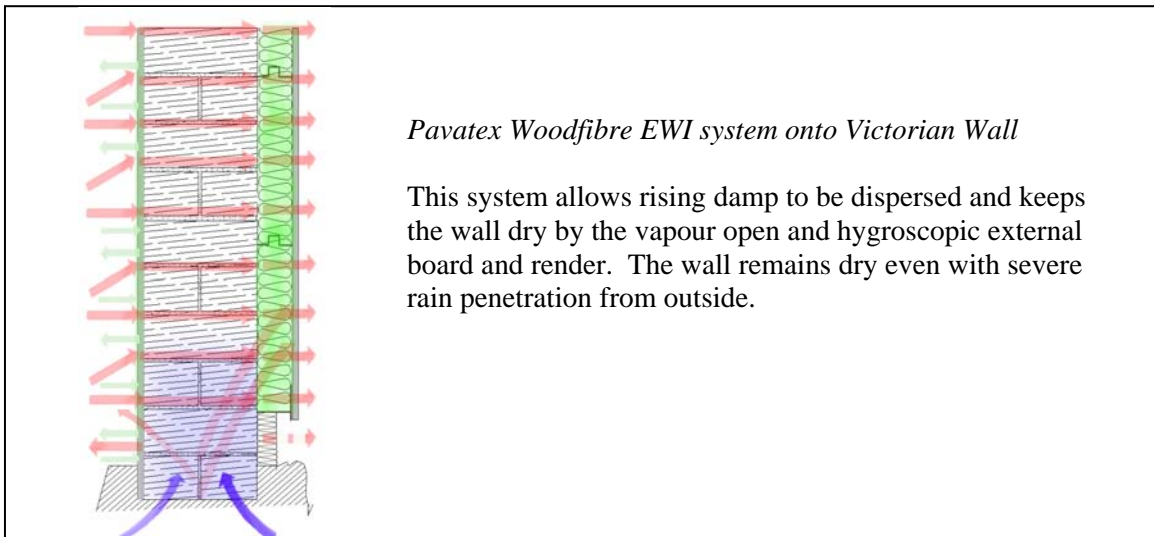 Pavatex Woodfibre EWI system onto Victorian Wall
This system allows rising damp to be dispersed and keeps
the wall dry by the vapour open and hygroscopic external
board and render.  The wall remains dry even with severe
rain penetration from outside.